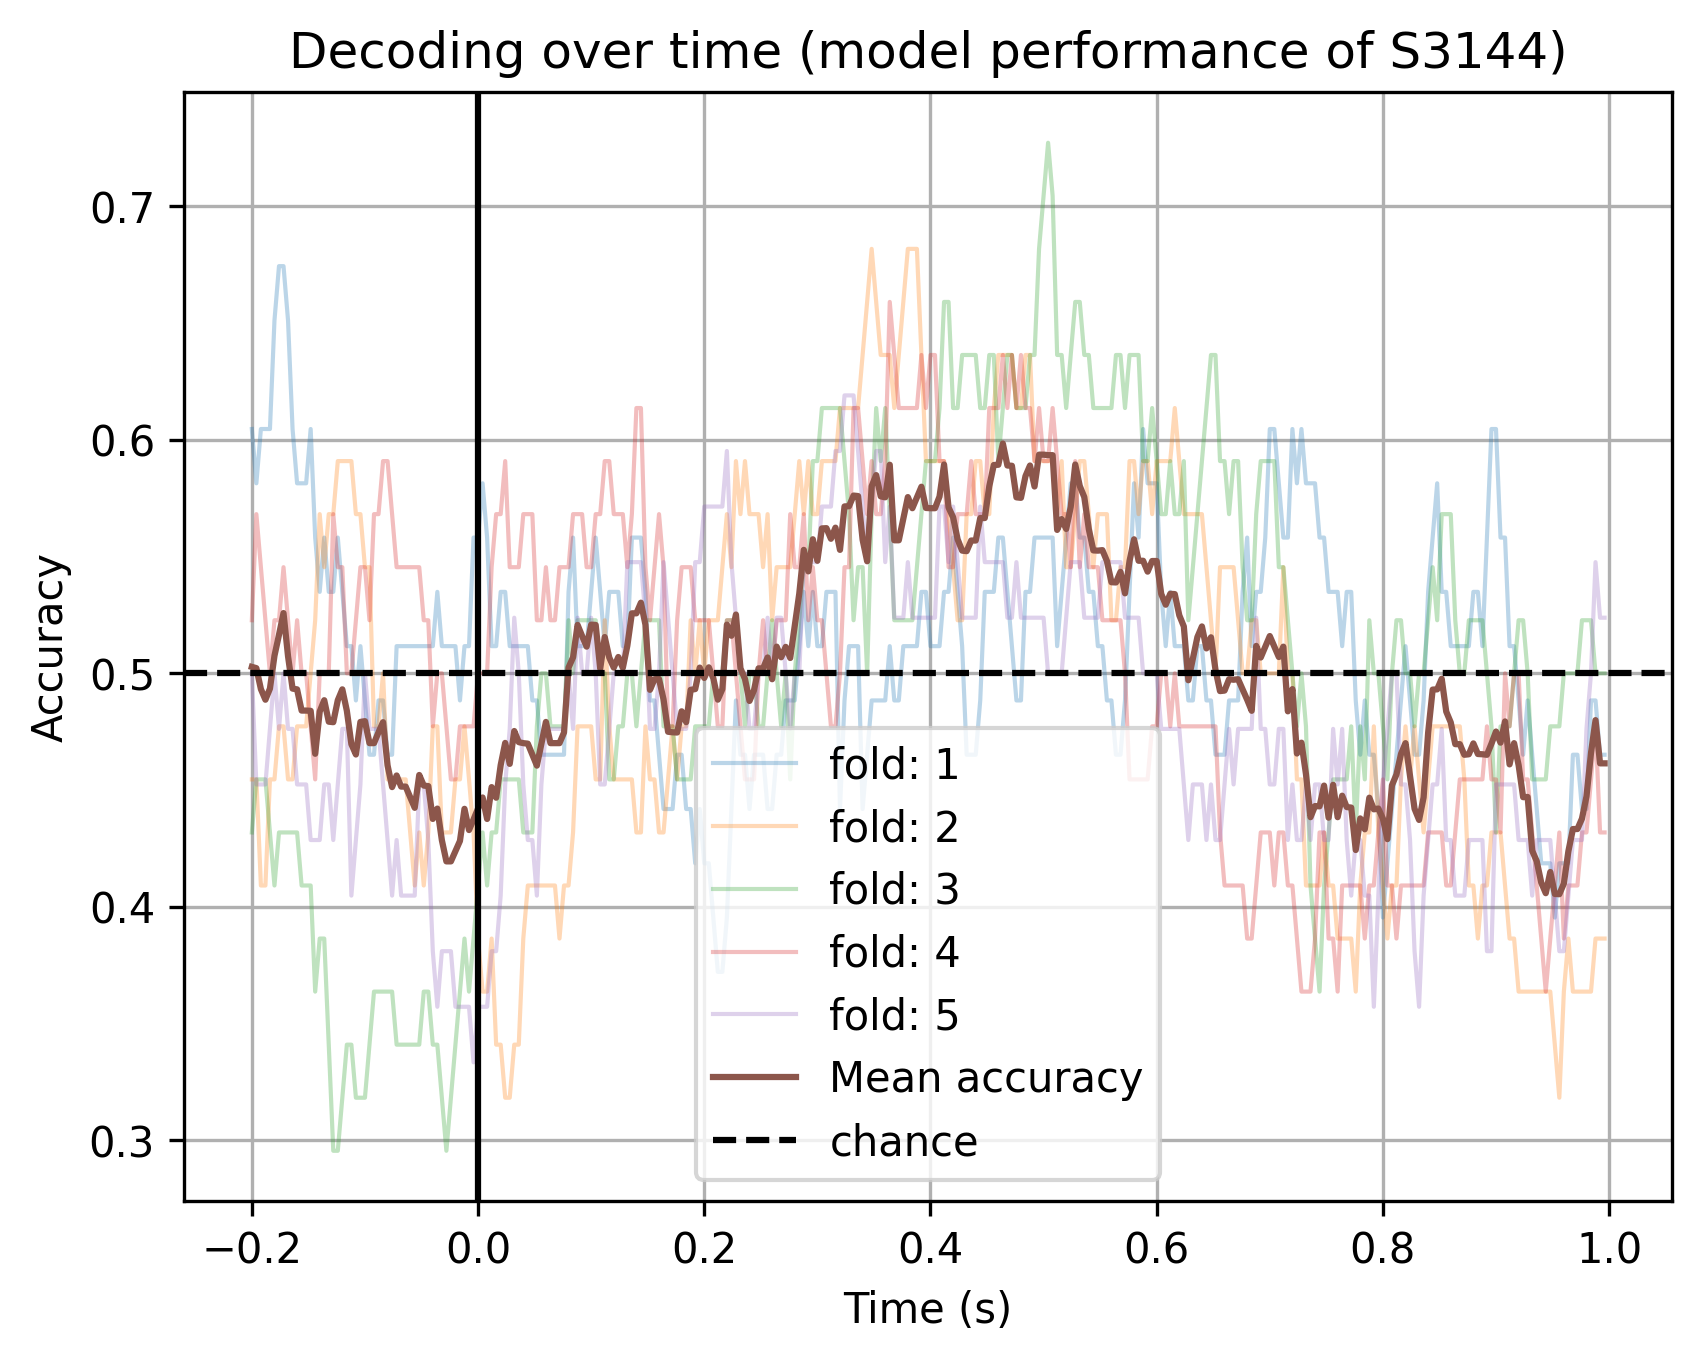 Decoding over time (model performance of S3144)
Accuracy
0.7
0.6
0.5
0.4
0.3
fold: 1
fold: 2
fold: 3
fold: 4
fold: 5
Mean accuracy
chance
−0.2 0.0 0.2 0.4 0.6 0.8 1.0
Time (s)